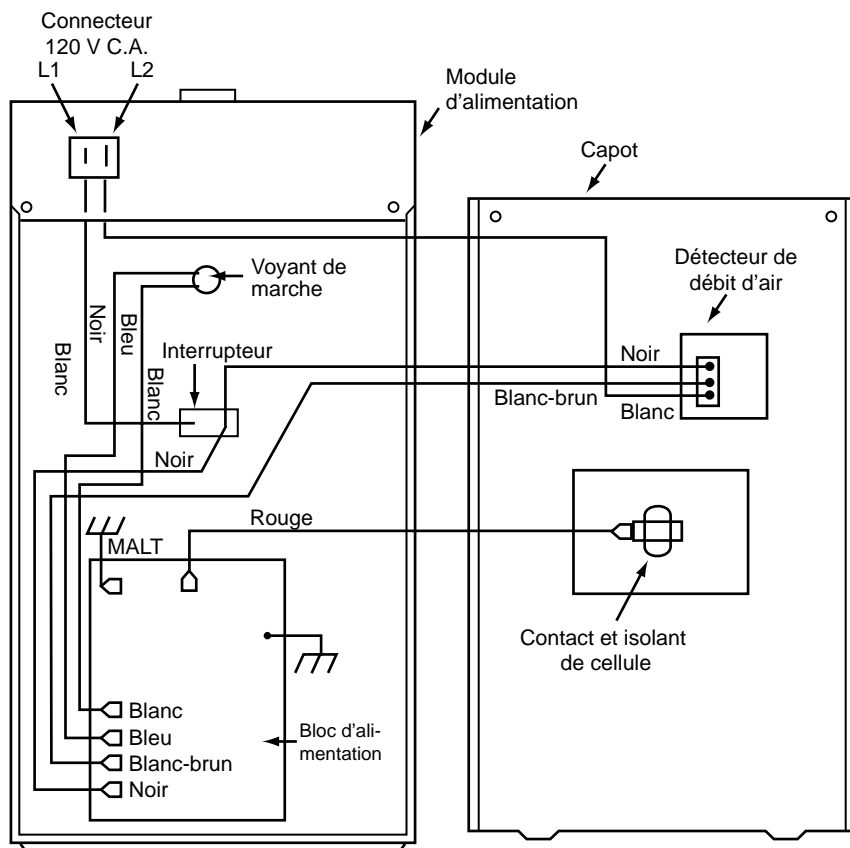 Connecteur
120 V C.A.
L1
L2
Module
d'alimentation
Capot
Voyant de
marche
Détecteur de
débit d'air
Noir
Bleu
Blanc
Blanc
Interrupteur
Noir
Blanc-brun
Blanc
Noir
Rouge
MALT
Contact et isolant
de cellule
Blanc
Bleu
Blanc-brun
Noir
Bloc d'ali-
mentation